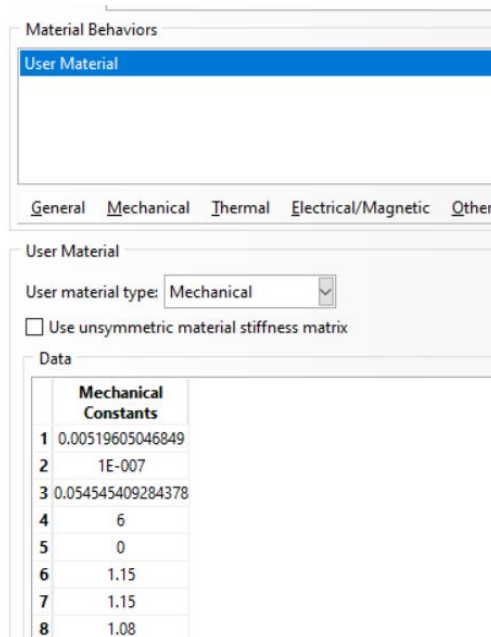 Material Behaviors
User Material
General Mechanical Thermal Electrical/Magnetic Other
User Material
User material type: Mechanical
Use unsymmetric material stiffness matrix
Data
Mechanical
Constants
1 0.00519605046849
2 1E-007
3 0.054545409284378
4 6
5 0
6 1.15
7 1.15
8 1.08